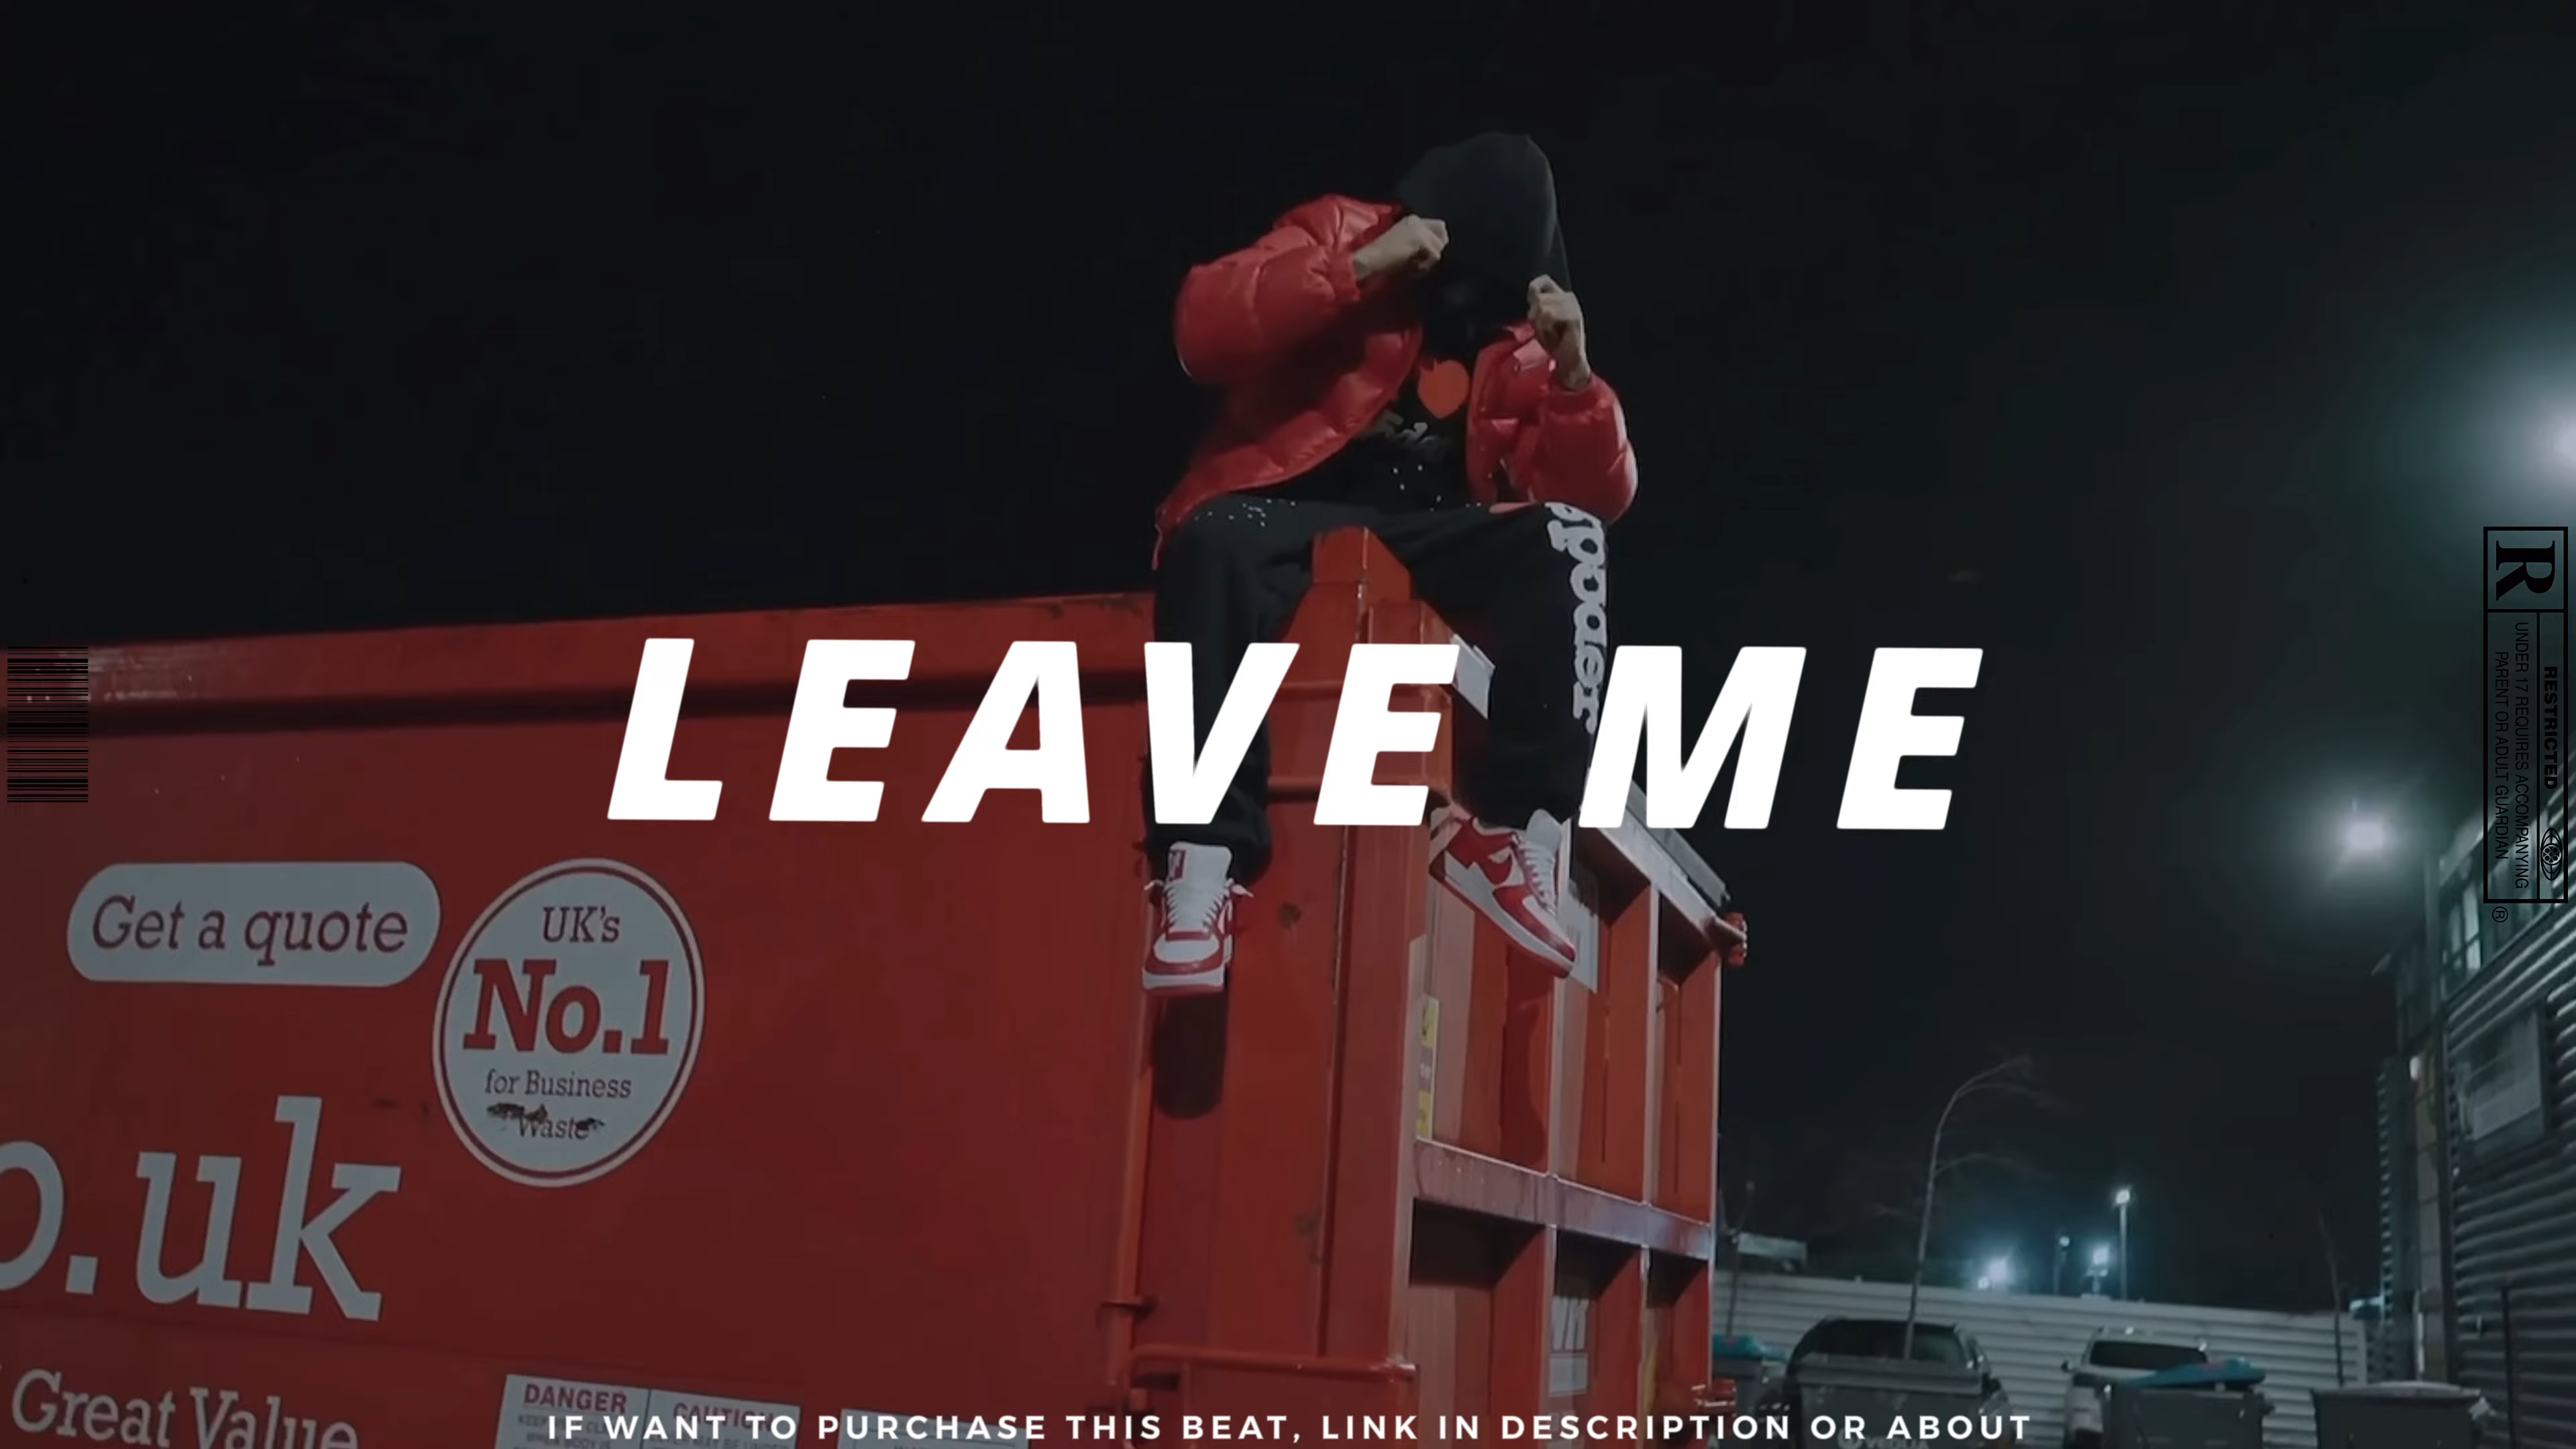 LEAVE ME
Get a quote
UK's
No.1
for Business
Waste
.uk
Great Value
DANGER
CAUTION
IF WANT TO PURCHASE THIS BEAT, LINK IN DESCRIPTION OR ABOUT
R
RESTRICTED
UNDER 17 REQUIRES ACCOMPANYING
PARENT OR ADULT GUARDIAN
®